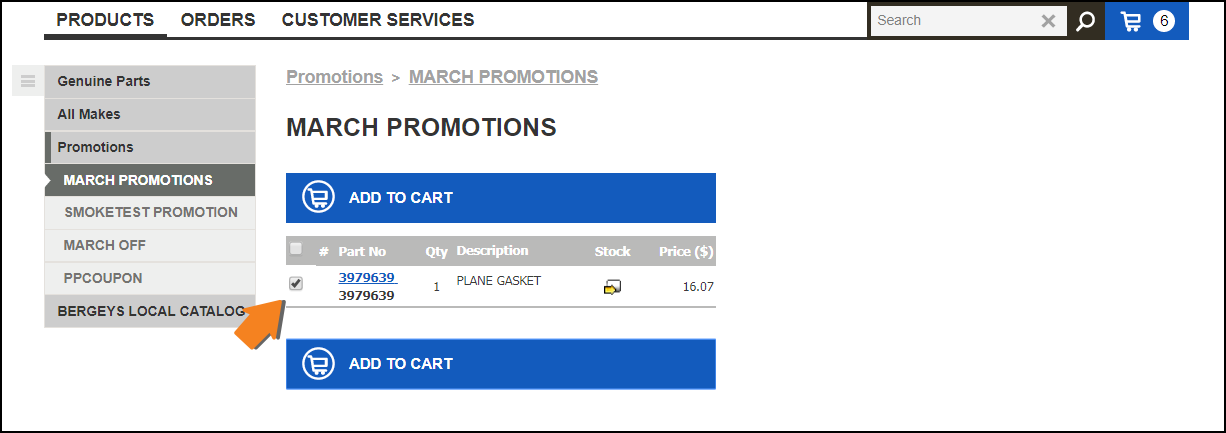 PRODUCTS ORDERS CUSTOMER SERVICES Search 6
Genuine Parts
All Makes
Promotions
MARCH PROMOTIONS
SMOKETEST PROMOTION
MARCH OFF
PPCOUPON
BERGEYS LOCAL CATALOG
Promotions > MARCH PROMOTIONS
MARCH PROMOTIONS
ADD TO CART
# Part No Qty Description Stock Price ($)
3979639 1 PLANE GASKET 16.07
3979639
ADD TO CART